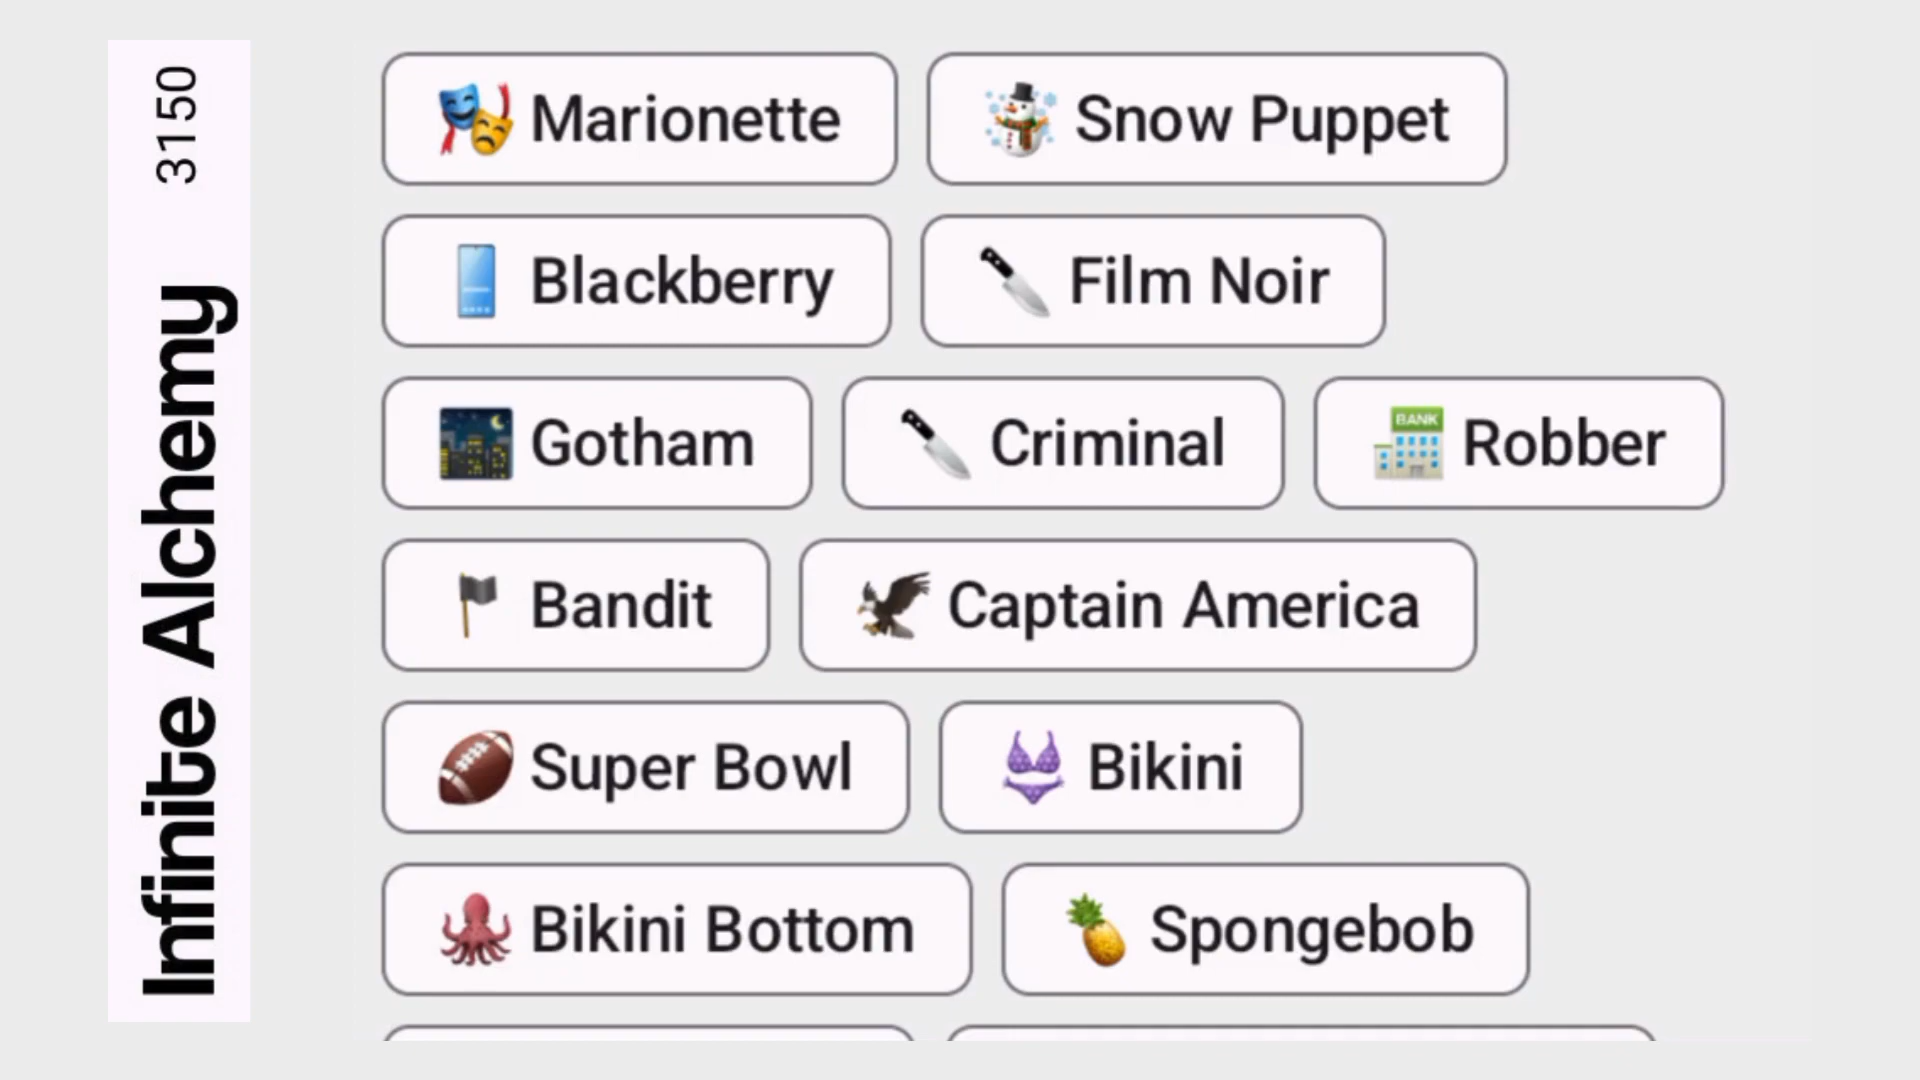 Infinite Alchemy 3150
Marionette Snow Puppet
Blackberry Film Noir
Gotham Criminal BANK Robber
Bandit Captain America
Super Bowl Bikini
Bikini Bottom Spongebob